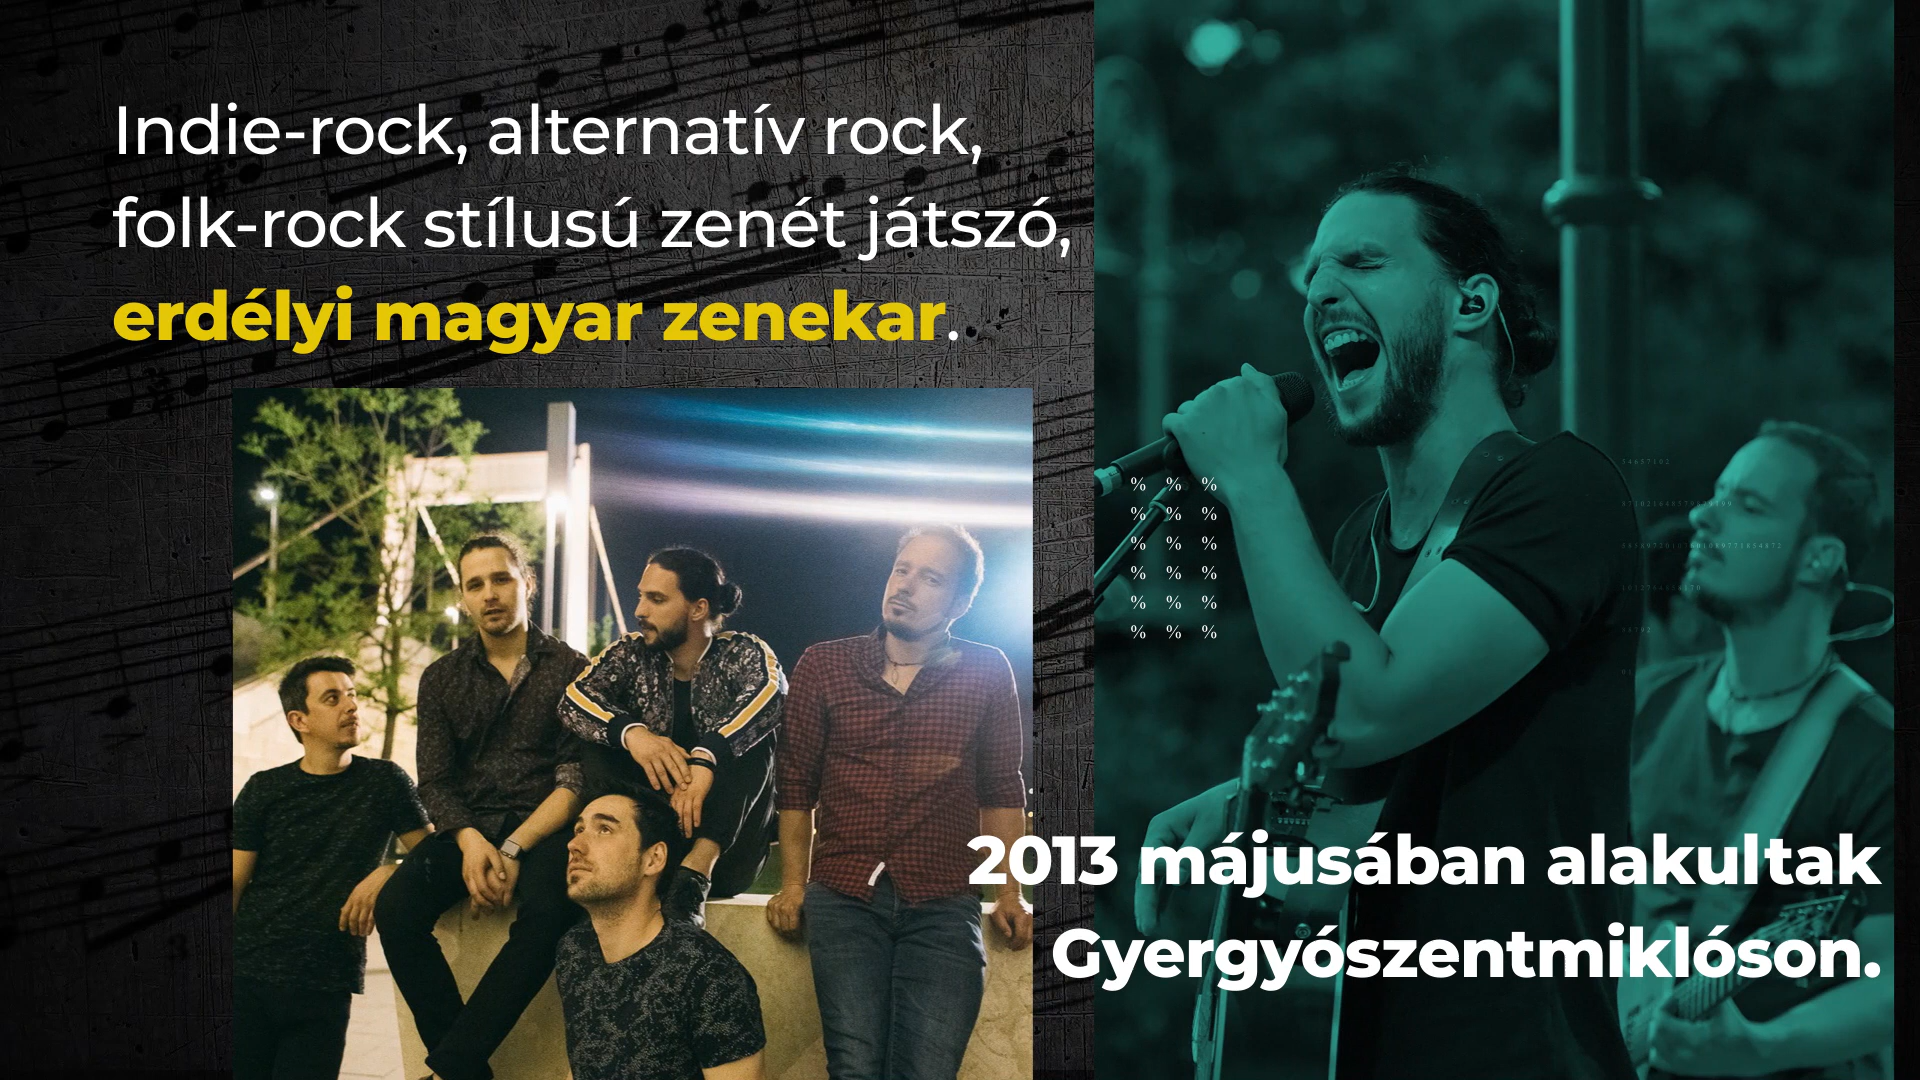 Indie-rock, alternatív rock,
folk-rock stílusú zenét játszó,
erdélyi magyar zenekar.
% % %
% % %
% % %
% % %
% % %
% % %
2013 májusában alakultak
Gyergyószentmiklóson.